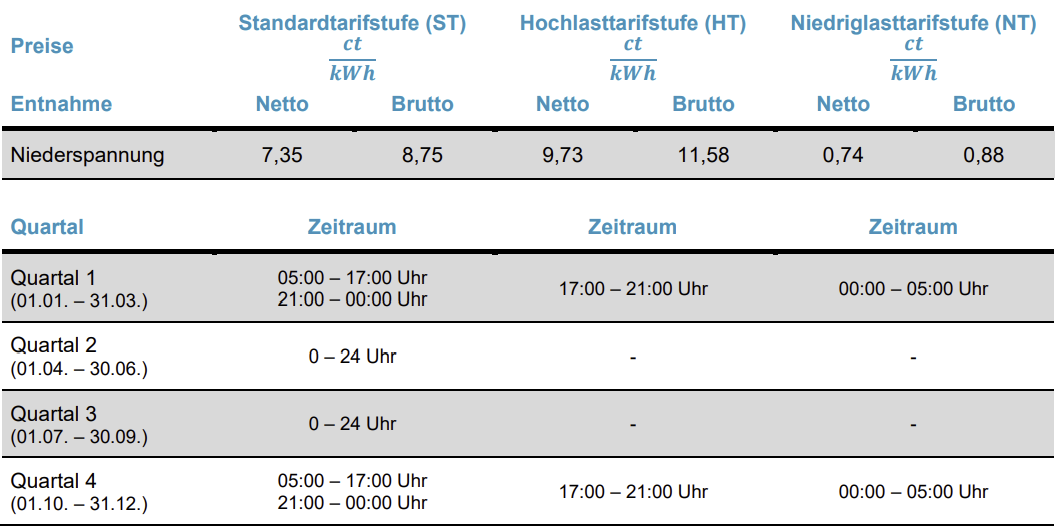 Preise Standardtarifstufe (ST) Hochlasttarifstufe (HT) Niedriglasttarifstufe (NT)
ct ct ct
kWh kWh kWh
Entnahme Netto Brutto Netto Brutto Netto Brutto
Niederspannung 7,35 8,75 9,73 11,58 0,74 0,88
Quartal Zeitraum Zeitraum Zeitraum
Quartal 1 05:00 – 17:00 Uhr 17:00 – 21:00 Uhr 00:00 – 05:00 Uhr
(01.01. – 31.03.) 21:00 – 00:00 Uhr
Quartal 2 0 – 24 Uhr - -
(01.04. – 30.06.)
Quartal 3 0 – 24 Uhr - -
(01.07. – 30.09.)
Quartal 4 05:00 – 17:00 Uhr 17:00 – 21:00 Uhr 00:00 – 05:00 Uhr
(01.10. – 31.12.) 21:00 – 00:00 Uhr